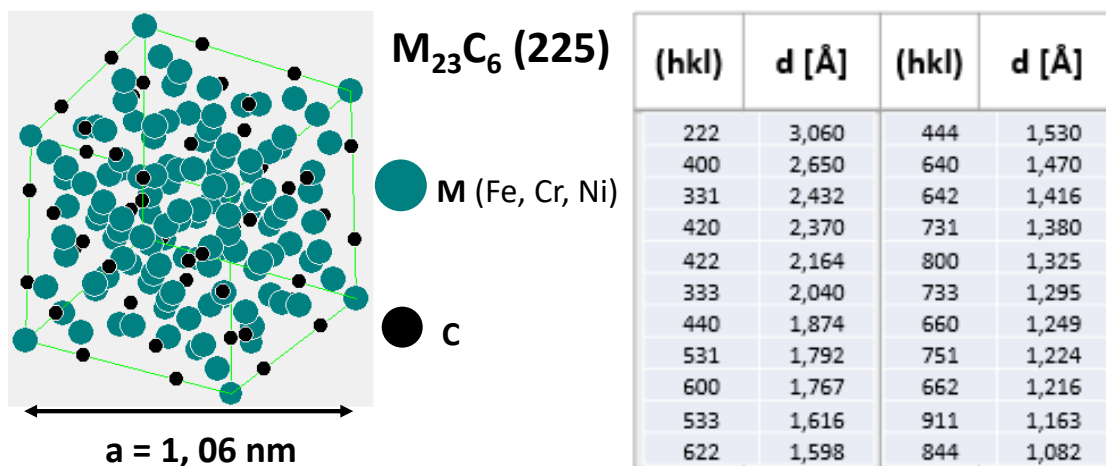 M₂₃C₆ (225)
M (Fe, Cr, Ni)
C
a = 1, 06 nm
(hkl) d [Å] (hkl) d [Å]
222 3,060 444 1,530
400 2,650 640 1,470
331 2,432 642 1,416
420 2,370 731 1,380
422 2,164 800 1,325
333 2,040 733 1,295
440 1,874 660 1,249
531 1,792 751 1,224
600 1,767 662 1,216
533 1,616 911 1,163
622 1,598 844 1,082